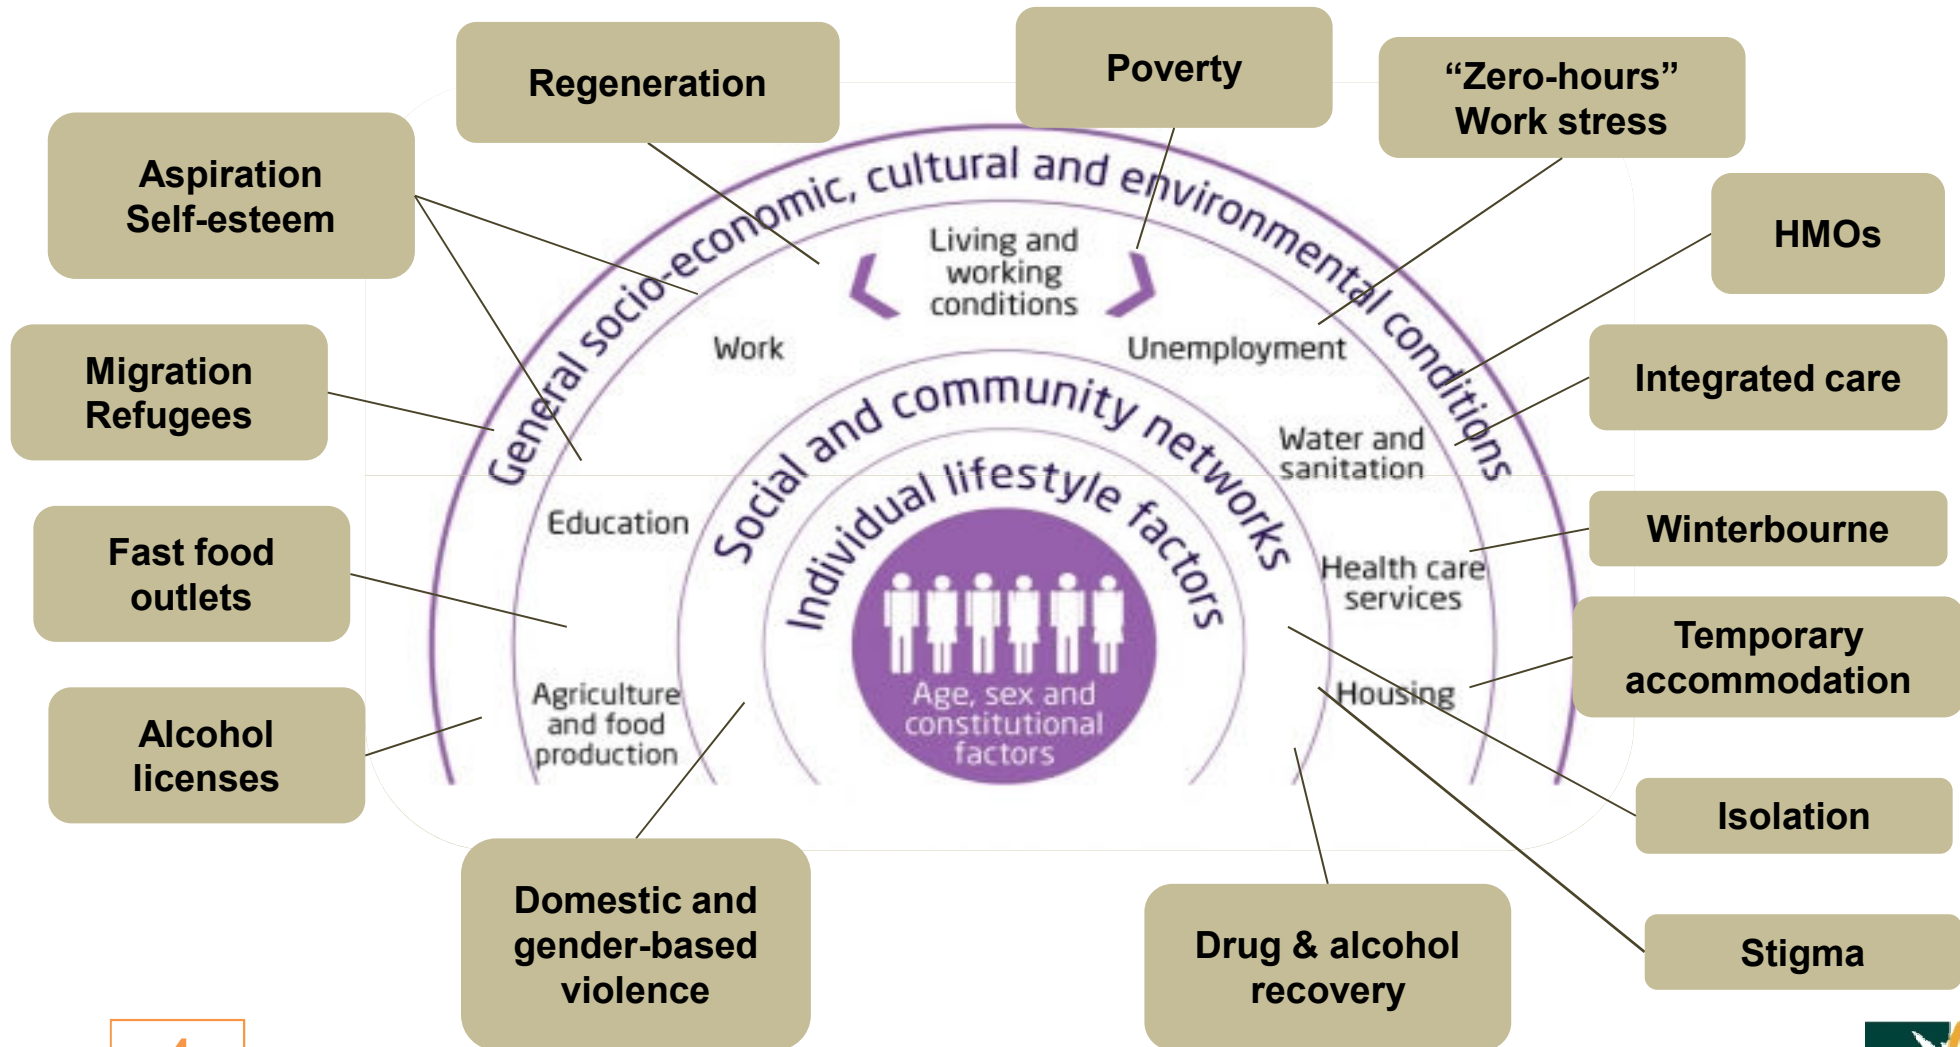 Regeneration
Poverty
“Zero-hours”
Work stress
Aspiration
Self-esteem
HMOs
Migration
Refugees
Integrated care
Fast food
outlets
Winterbourne
Alcohol
licenses
Temporary
accommodation
Isolation
Domestic and
gender-based
violence
Drug & alcohol
recovery
Stigma
General socio-economic, cultural and environmental conditions
Living and
working
conditions
Work
Unemployment
Social and community networks
Water and
sanitation
Individual lifestyle factors
Education
Health care
services
Agriculture
and food
production
Age, sex and
constitutional
factors
Housing